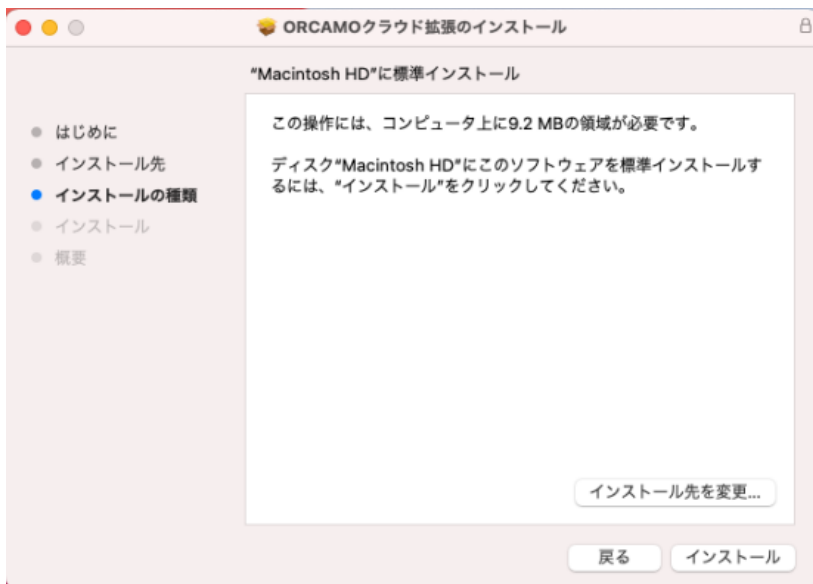 ORCAMOクラウド拡張のインストール
"Macintosh HD"に標準インストール
はじめに
インストール先
インストールの種類
インストール
概要
この操作には、コンピュータ上に9.2 MBの領域が必要です。
ディスク"Macintosh HD"にこのソフトウェアを標準インストールす
るには、"インストール"をクリックしてください。
インストール先を変更...
戻る
インストール